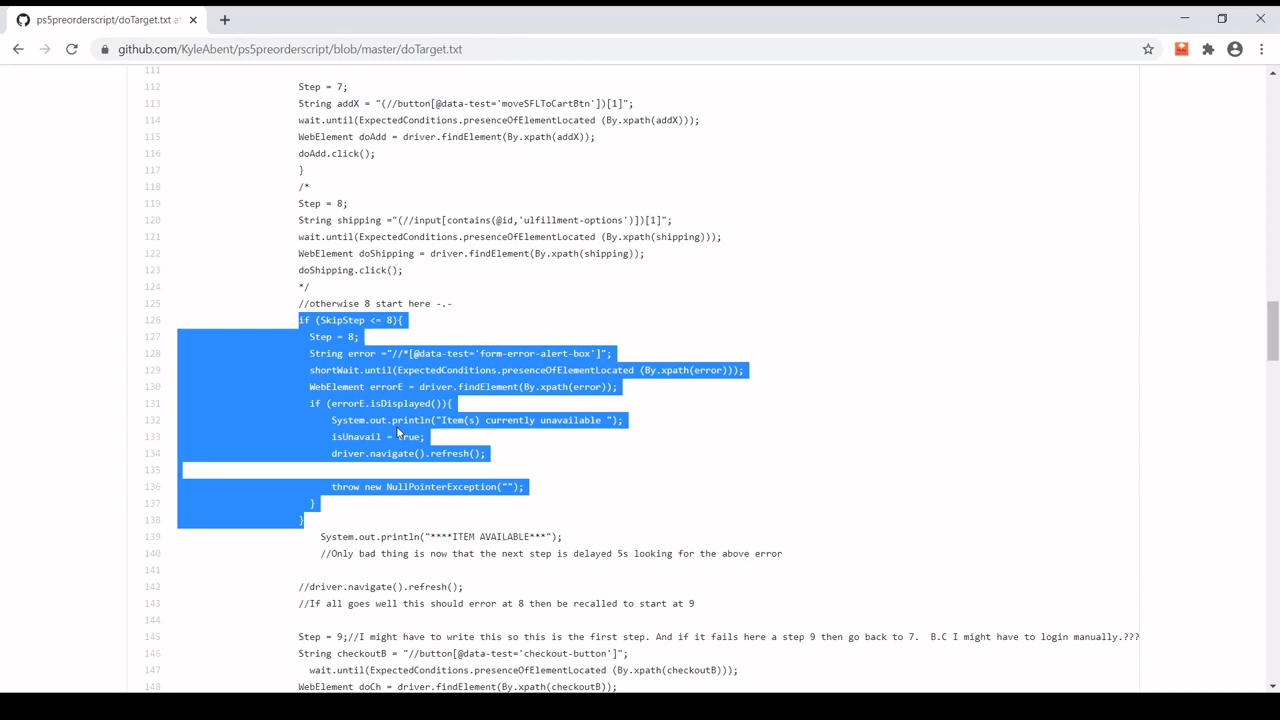 ps5preorderscript/doTarget.txt at
github.com/KyleAbent/ps5preorderscript/blob/master/doTarget.txt
111
112 Step = 7;
113 String addX = "(//button[@data-test='moveSFLToCartBtn'])[1]";
114 wait.until(ExpectedConditions.presenceOfElementLocated (By.xpath(addX)));
115 WebElement doAdd = driver.findElement(By.xpath(addX));
116 doAdd.click();
117 }
118 /*
119 Step = 8;
120 String shipping ="(//input[contains(@id,'ulfillment-options')])[1]";
121 wait.until(ExpectedConditions.presenceOfElementLocated (By.xpath(shipping)));
122 WebElement doShipping = driver.findElement(By.xpath(shipping));
123 doShipping.click();
124 */
125 //otherwise 8 start here -.-
126 if (SkipStep <= 8){
127 Step = 8;
128 String error ="//*[@data-test='form-error-alert-box']";
129 shortWait.until(ExpectedConditions.presenceOfElementLocated (By.xpath(error)));
130 WebElement errorE = driver.findElement(By.xpath(error));
131 if (errorE.isDisplayed()){
132 System.out.println("Item(s) currently unavailable ");
133 isUnavail = true;
134 driver.navigate().refresh();
135
136 throw new NullPointerException("");
137 }
138 }
139 System.out.println("****ITEM AVAILABLE***");
140 //Only bad thing is now that the next step is delayed 5s looking for the above error
141
142 //driver.navigate().refresh();
143 //If all goes well this should error at 8 then be recalled to start at 9
144
145 Step = 9;//I might have to write this so this is the first step. And if it fails here a step 9 then go back to 7.  B.C I might have to login manually.???
146 String checkoutB = "//button[@data-test='checkout-button']";
147 wait.until(ExpectedConditions.presenceOfElementLocated (By.xpath(checkoutB)));
148 WebElement doCh = driver.findElement(By.xpath(checkoutB));